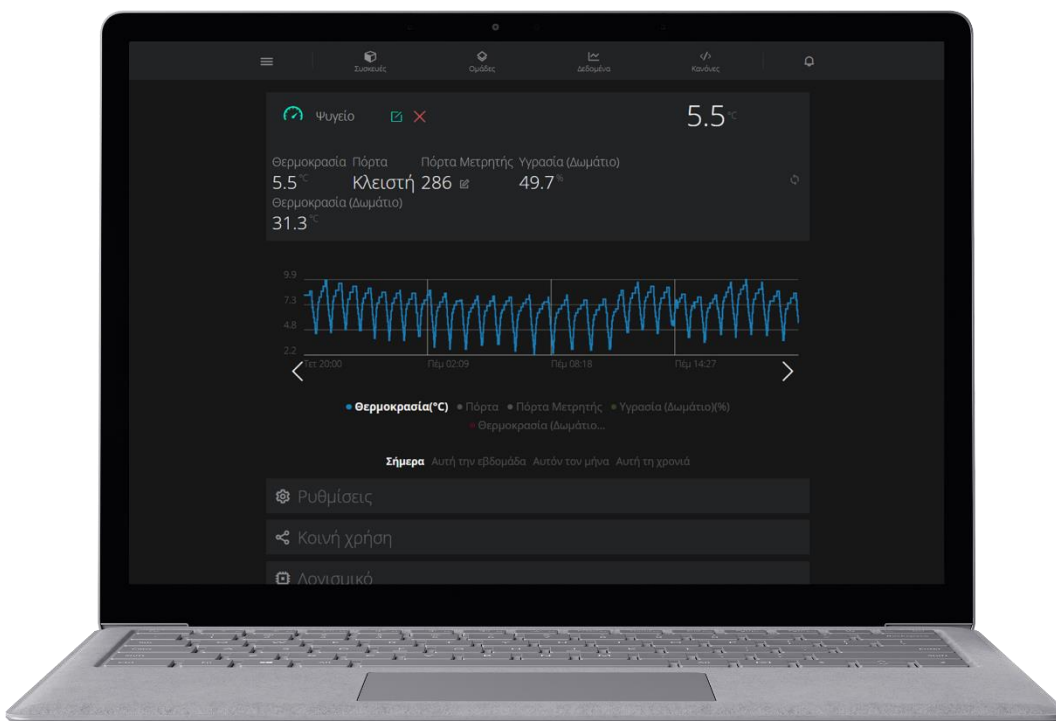 Συσκευές Ομάδες Δεδομένα Κανόνες
Ψυγείο 5.5 °C
Θερμοκρασία Πόρτα Πόρτα Μετρητής Υγρασία (Δωμάτιο)
5.5 °C Κλειστή 286 49.7 %
Θερμοκρασία (Δωμάτιο)
31.3 °C
9.9
7.3
4.8
2.2
Τετ 20:00 Πέμ 02:09 Πέμ 08:18 Πέμ 14:27
Θερμοκρασία(°C) Πόρτα Πόρτα Μετρητής Υγρασία (Δωμάτιο)(%)
Θερμοκρασία (Δωμάτιο...
Σήμερα Αυτή την εβδομάδα Αυτόν τον μήνα Αυτή τη χρονιά
Ρυθμίσεις
Κοινή χρήση
Λογισμικό